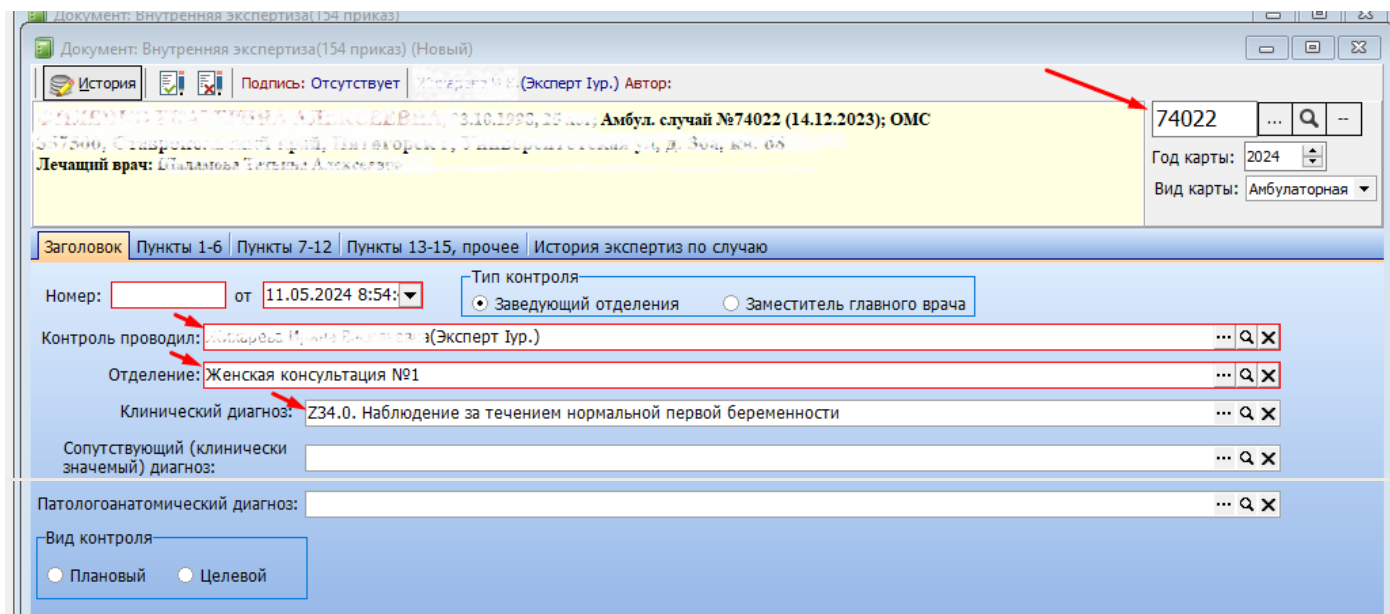 Документ: Внутренняя экспертиза(154 приказ)
Документ: Внутренняя экспертиза(154 приказ) (Новый)
История Подпись: Отсутствует (Эксперт Iур.) Автор:
Амбул. случай №74022 (14.12.2023); ОМС
74022 ... --
Лечащий врач:
Год карты: 2024
Вид карты: Амбулаторная
Заголовок Пункты 1-6 Пункты 7-12 Пункты 13-15, прочее История экспертиз по случаю
Тип контроля
Номер: от 11.05.2024 8:54:
Заведующий отделения Заместитель главного врача
Контроль проводил: (Эксперт Iур.)
Отделение: Женская консультация №1
Клинический диагноз: Z34.0. Наблюдение за течением нормальной первой беременности
Сопутствующий (клинически
значемый) диагноз:
Патологоанатомический диагноз:
Вид контроля
Плановый Целевой